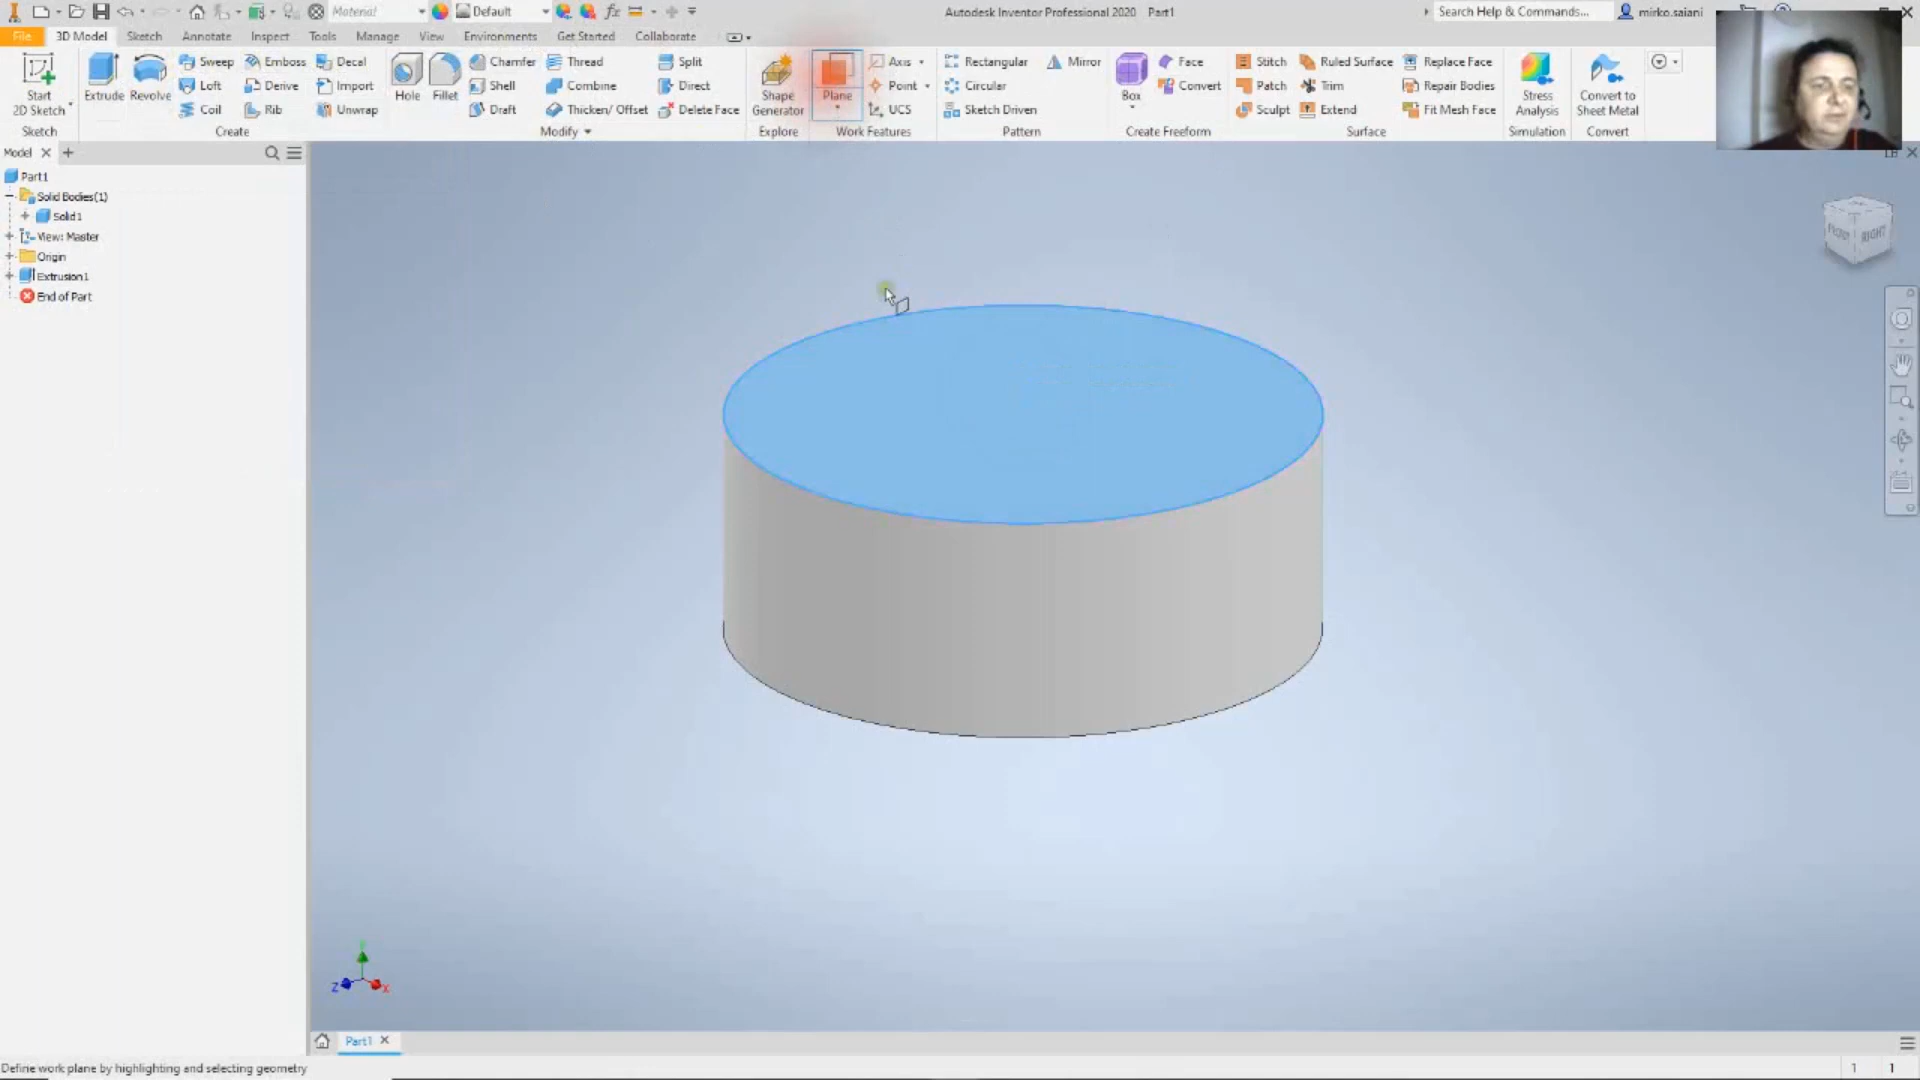 Material
Default
Autodesk Inventor Professional 2020 Part1
Search Help & Commands...
mirko.saiani
File 3D Model Sketch Annotate Inspect Tools Manage View Environments Get Started Collaborate
Start
2D Sketch
Extrude Revolve
Sweep Emboss Decal
Loft Derive Import
Coil Rib Unwrap
Hole Fillet
Chamfer Thread Split
Shell Combine Direct
Draft Thicken/ Offset Delete Face
Shape
Generator
Plane
Axis
Point
UCS
Rectangular Mirror
Circular
Sketch Driven
Box
Face
Convert
Stitch Ruled Surface Replace Face
Patch Trim Repair Bodies
Sculpt Extend Fit Mesh Face
Stress
Analysis
Convert to
Sheet Metal
Sketch Create Modify Explore Work Features Pattern Create Freeform Surface Simulation Convert
Model
Part1
Solid Bodies(1)
Solid1
View: Master
Origin
Extrusion1
End of Part
RIGHT
Z X
Part1
Define work plane by highlighting and selecting geometry
1 1